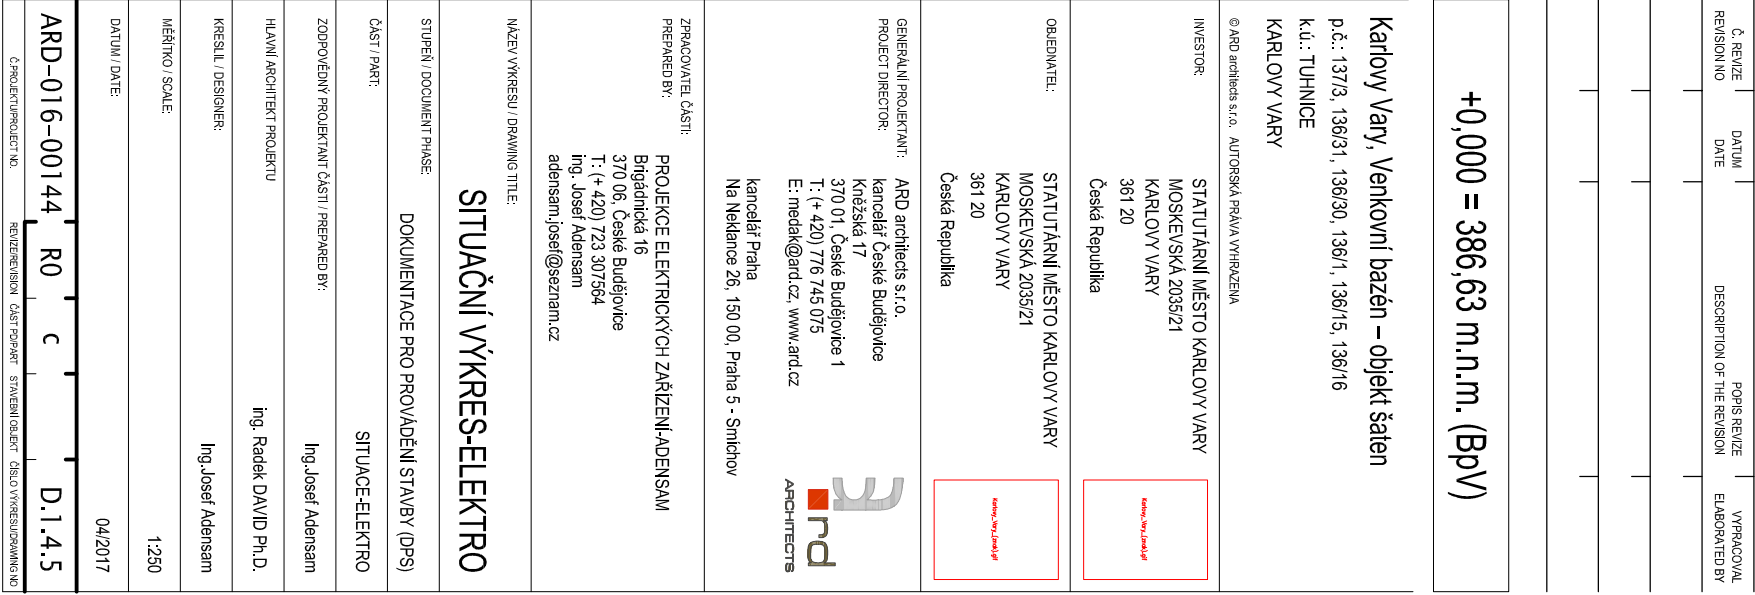 Č. REVIZE
REVISION NO
DATUM
DATE
POPIS REVIZE
DESCRIPTION OF THE REVISION
VYPRACOVAL
ELABORATED BY
+0,000 = 386,63 m.n.m. (BpV)
Karlovy Vary, Venkovní bazén – objekt šaten
p.č.: 137/3, 136/31, 136/30, 136/1, 136/15, 136/16
k.ú.: TUHNICE
KARLOVY VARY
© ARD architects s.r.o. AUTORSKÁ PRÁVA VYHRAZENA
INVESTOR:
STATUTÁRNÍ MĚSTO KARLOVY VARY
MOSKEVSKÁ 2035/21
KARLOVY VARY
361 20
Česká Republika
Karlovy_Vary_(znak).gif
OBJEDNATEL:
STATUTÁRNÍ MĚSTO KARLOVY VARY
MOSKEVSKÁ 2035/21
KARLOVY VARY
361 20
Česká Republika
Karlovy_Vary_(znak).gif
GENERÁLNÍ PROJEKTANT:
PROJECT DIRECTOR:
ARD architects s.r.o.
kancelář České Budějovice
Kněžská 17
370 01, České Budějovice 1
T: (+ 420) 776 745 075
E: medak@ard.cz, www.ard.cz
kancelář Praha
Na Neklance 26, 150 00, Praha 5 - Smíchov
ard
ARCHITECTS
ZPRACOVATEL ČÁSTI:
PREPARED BY:
PROJEKCE ELEKTRICKÝCH ZAŘÍZENÍ-ADENSAM
Brigádnická 16
370 06, České Budějovice
T: (+ 420) 723 307564
ing. Josef Adensam
adensam.josef@seznam.cz
NÁZEV VÝKRESU / DRAWING TITLE:
SITUAČNÍ VÝKRES-ELEKTRO
STUPEŇ / DOCUMENT PHASE:
DOKUMENTACE PRO PROVÁDĚNÍ STAVBY (DPS)
ČÁST / PART:
SITUACE-ELEKTRO
ZODPOVĚDNÝ PROJEKTANT ČÁSTI / PREPARED BY:
Ing.Josef Adensam
HLAVNÍ ARCHITEKT PROJEKTU
ing. Radek DAVID Ph.D.
KRESLIL / DESIGNER:
Ing.Josef Adensam
MĚŘÍTKO / SCALE:
1:250
DATUM / DATE:
04/2017
ARD-016-00144 R0 c D.1.4.5
Č.PROJEKTU/PROJECT NO. REVIZE/REVISION ČÁST PD/PART STAVEBNÍ OBJEKT ČÍSLO VÝKRESU/DRAWING NO